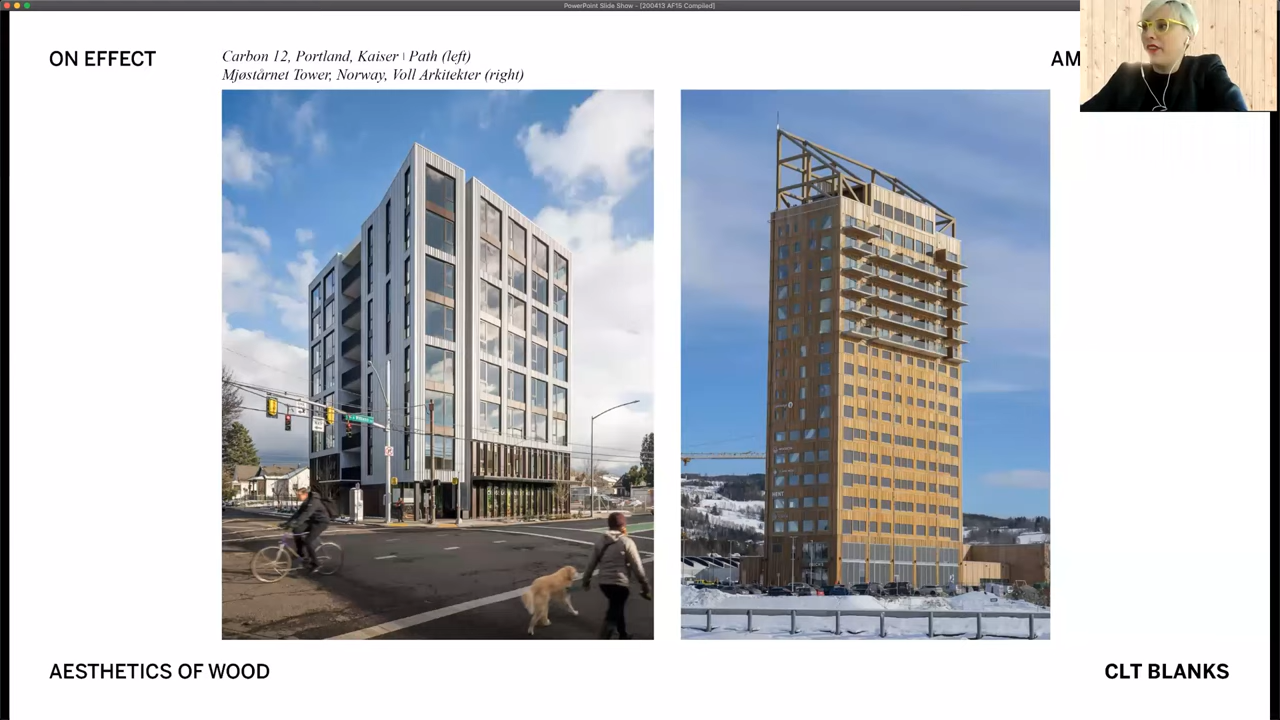 PowerPoint Slide Show - [200413 AF15 Compiled]
ON EFFECT
Carbon 12, Portland, Kaiser | Path (left)
Mjøstårnet Tower, Norway, Voll Arkitekter (right)
AM
AESTHETICS OF WOOD
CLT BLANKS